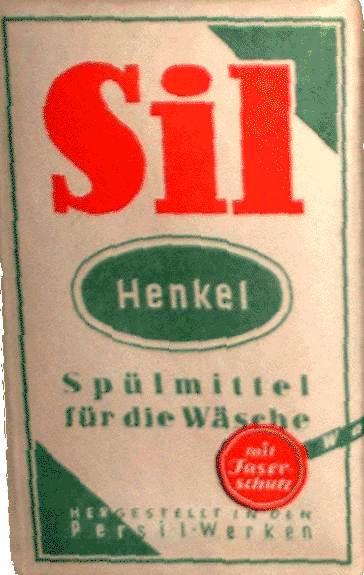 Sil
Henkel
Spülmittel
für die Wäsche
W
mit
Faser
schutz
HERGESTELLT IN DEN
Persil-Werken